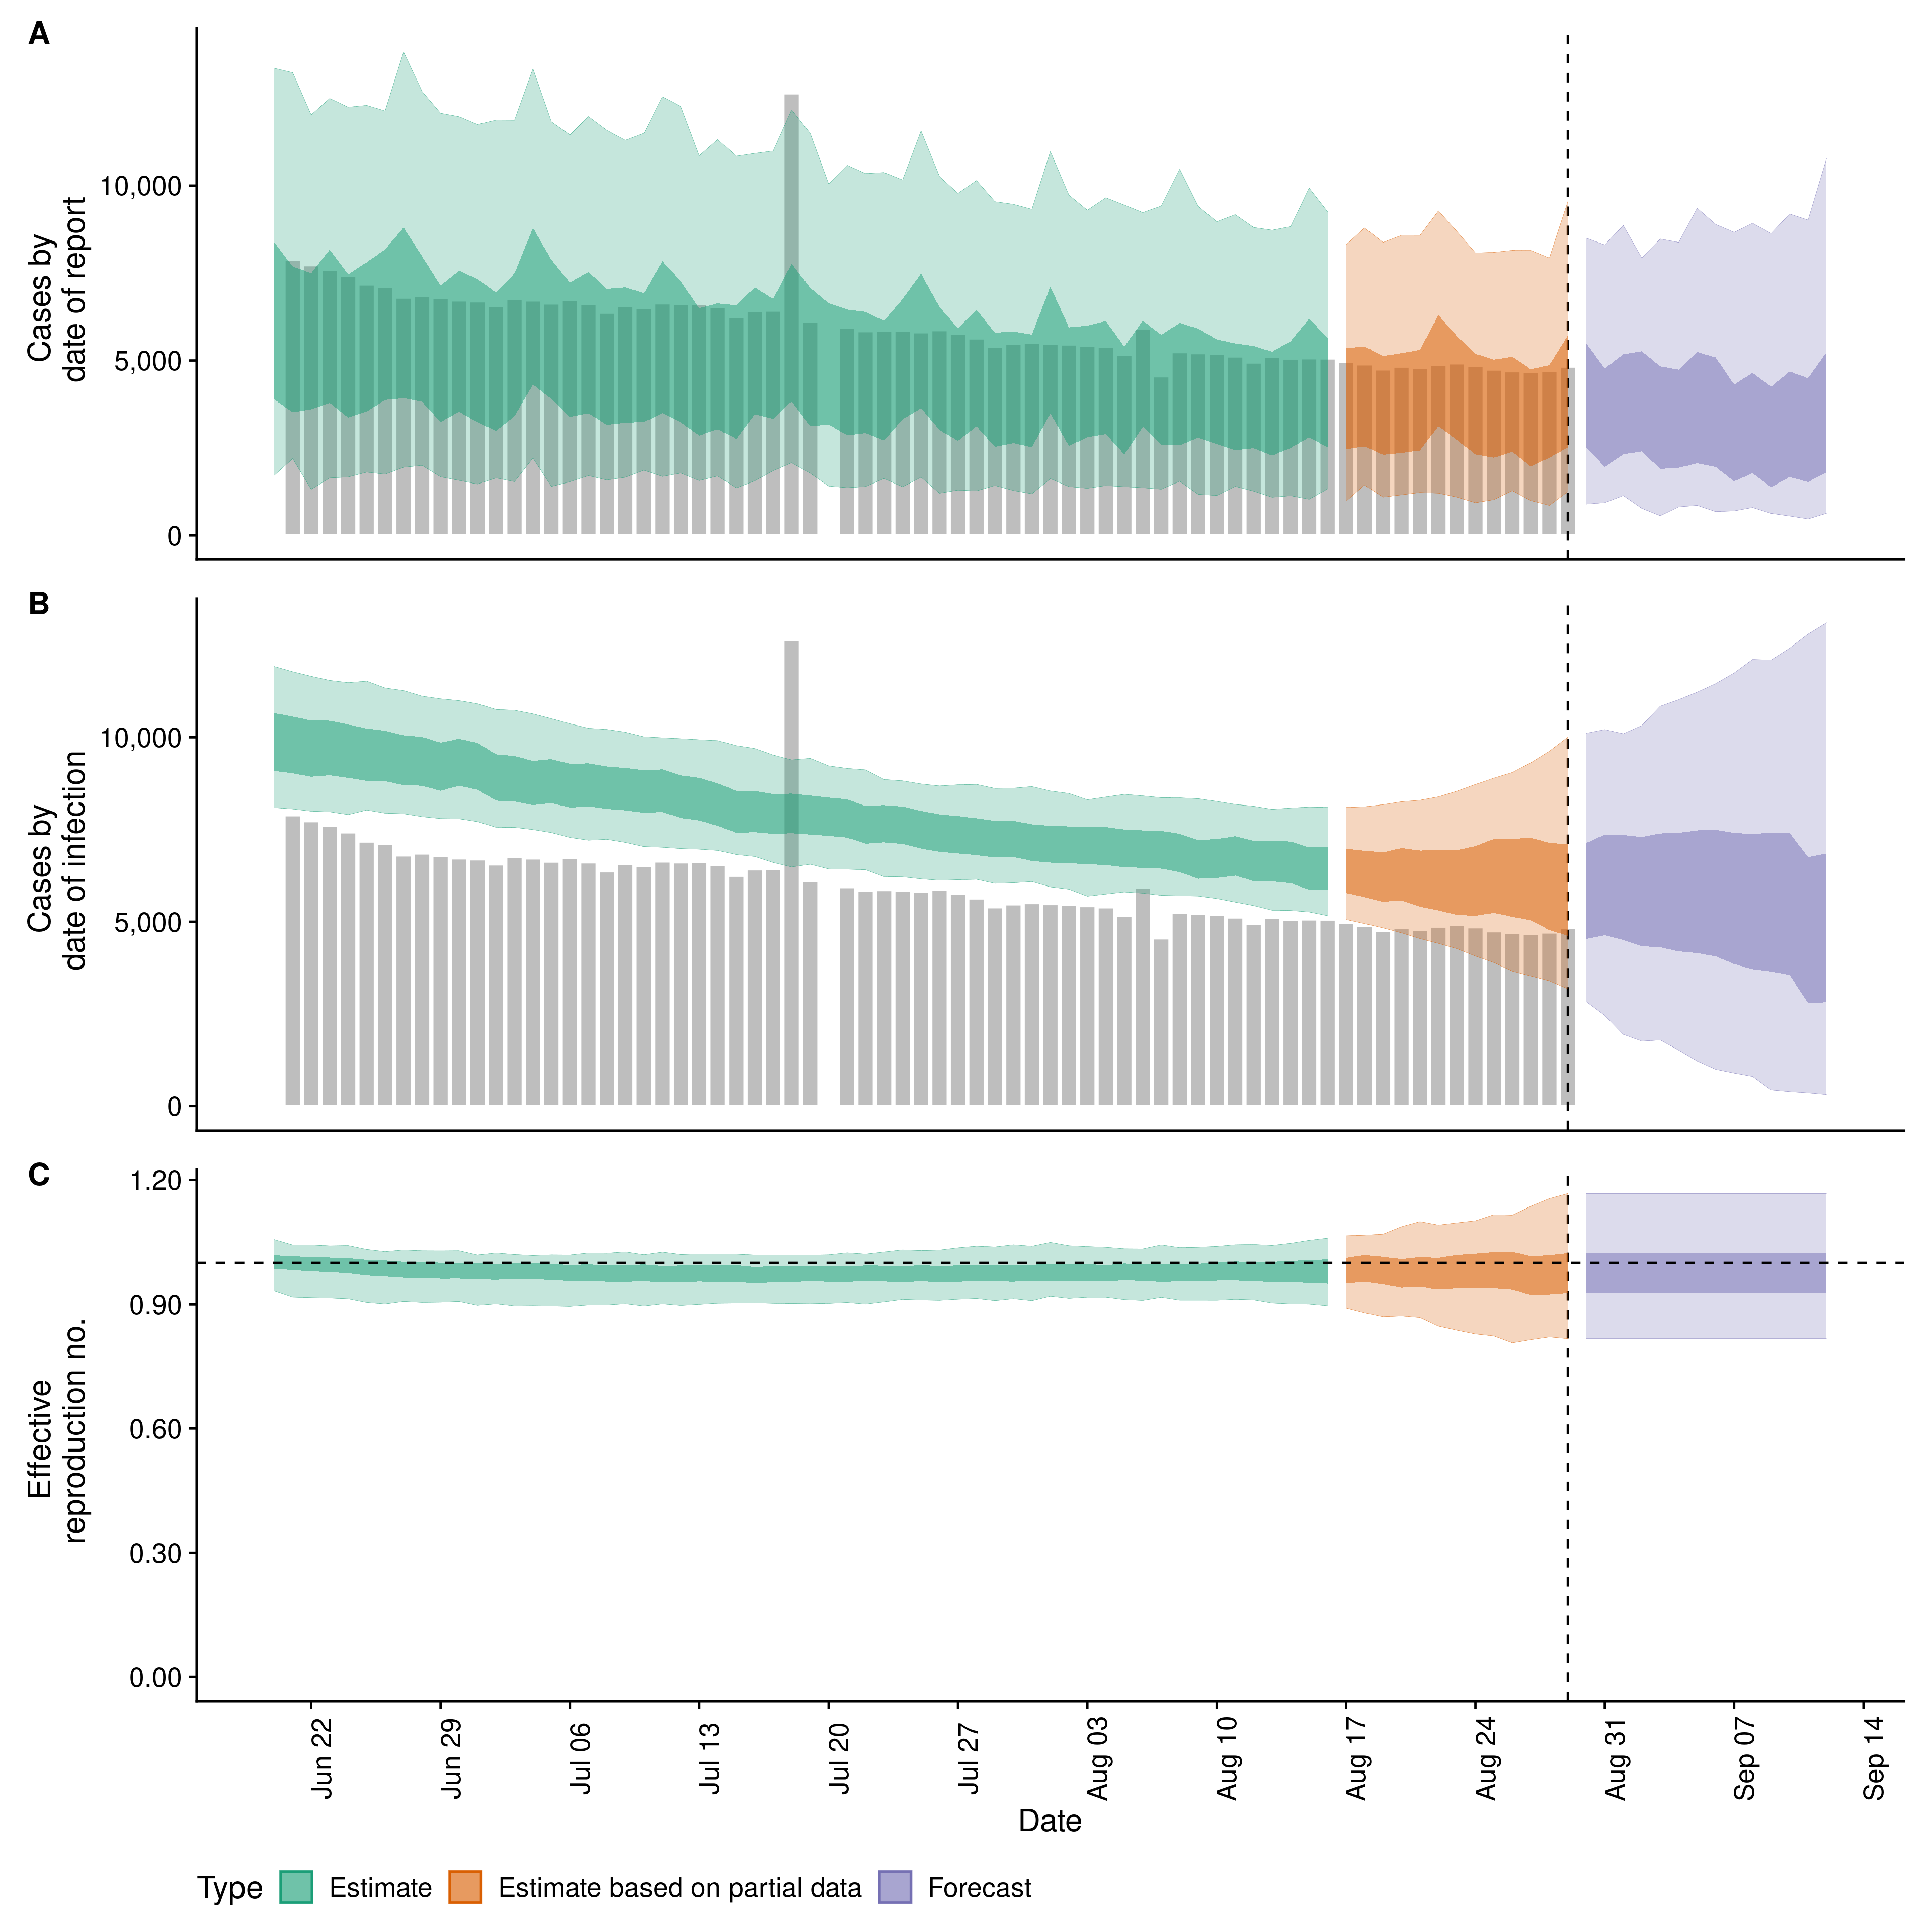 A
Cases by
date of report
10,000
5,000
0
B
Cases by
date of infection
10,000
5,000
0
C
Effective
reproduction no.
1.20
0.90
0.60
0.30
0.00
Jun 22
Jun 29
Jul 06
Jul 13
Jul 20
Jul 27
Aug 03
Aug 10
Aug 17
Aug 24
Aug 31
Sep 07
Sep 14
Date
Type Estimate Estimate based on partial data Forecast